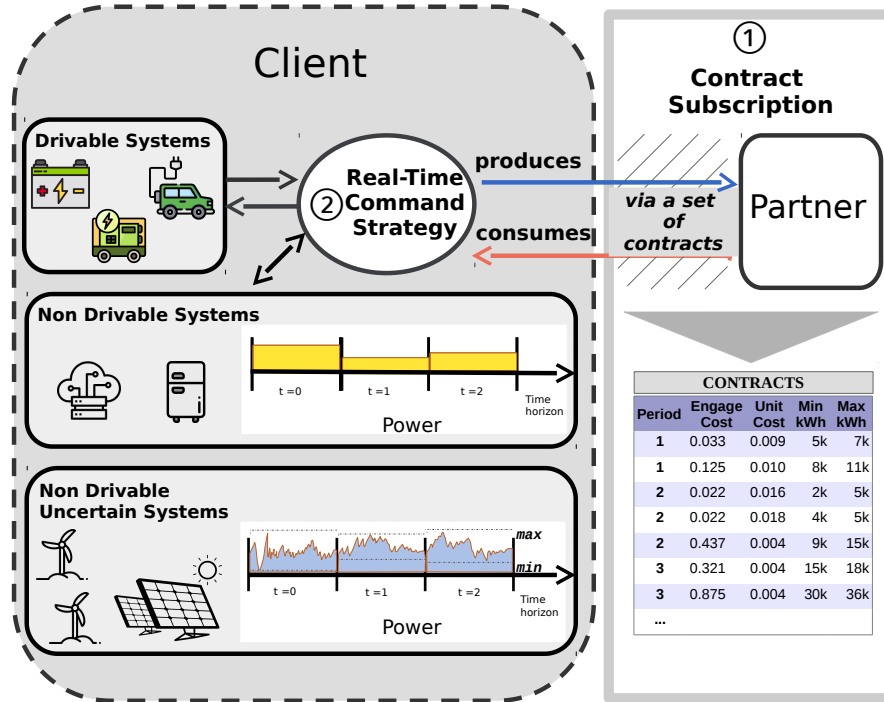 Client
Drivable Systems
②
Real-Time
Command
Strategy
produces
consumes
①
Contract
Subscription
via a set
of
contracts
Partner
Non Drivable Systems
t =0
t =1
t =2
Time
horizon
Power
Non Drivable
Uncertain Systems
max
min
t =0
t =1
t =2
Time
horizon
Power
CONTRACTS
Period Engage Cost Unit Cost Min kWh Max kWh
1 0.033 0.009 5k 7k
1 0.125 0.010 8k 11k
2 0.022 0.016 2k 5k
2 0.022 0.018 4k 5k
2 0.437 0.004 9k 15k
3 0.321 0.004 15k 18k
3 0.875 0.004 30k 36k
...